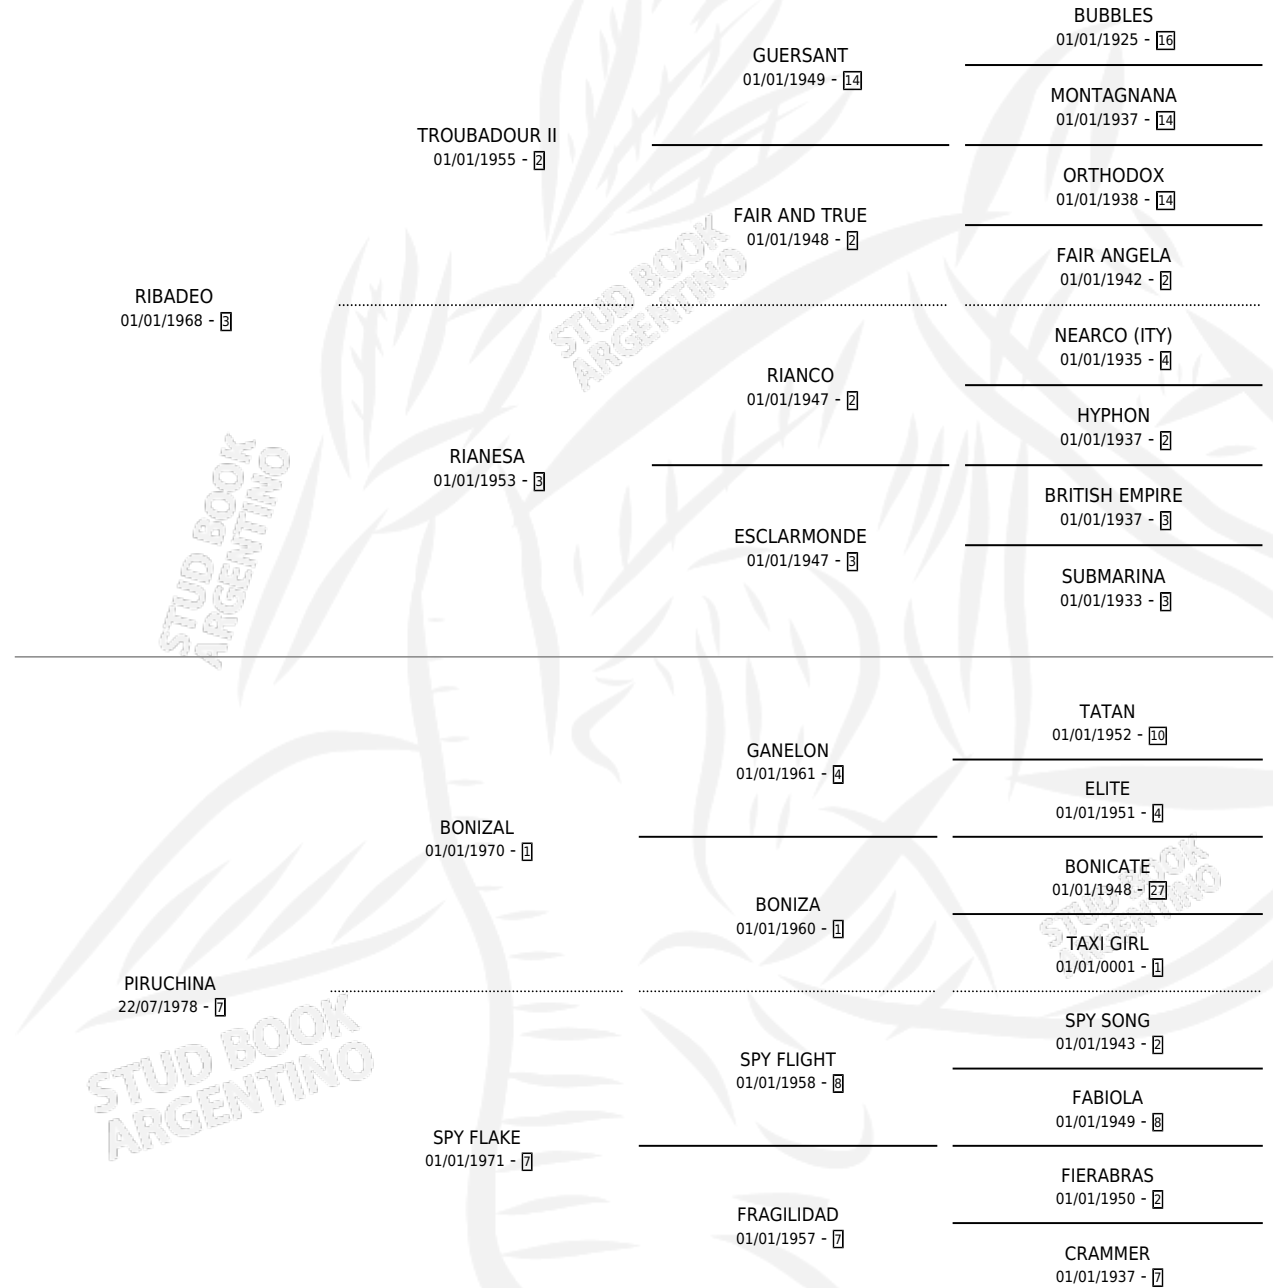 BUBBLES
01/01/1925 - 16
GUERSANT
01/01/1949 - 14
MONTAGNANA
01/01/1937 - 14
TROUBADOUR II
01/01/1955 - 2
ORTHODOX
01/01/1938 - 14
FAIR AND TRUE
01/01/1948 - 2
FAIR ANGELA
01/01/1942 - 2
RIBADEO
01/01/1968 - 3
NEARCO (ITY)
01/01/1935 - 4
RIANCO
01/01/1947 - 2
HYPHON
01/01/1937 - 2
RIANESA
01/01/1953 - 3
BRITISH EMPIRE
01/01/1937 - 3
ESCLARMONDE
01/01/1947 - 3
SUBMARINA
01/01/1933 - 3
STUD BOOK
ARGENTINO
STUD BOOK
ARGENTINO
TATAN
01/01/1952 - 10
GANELON
01/01/1961 - 4
ELITE
01/01/1951 - 4
BONIZAL
01/01/1970 - 1
BONICATE
01/01/1948 - 27
BONIZA
01/01/1960 - 1
TAXI GIRL
01/01/0001 - 1
PIRUCHINA
22/07/1978 - 7
SPY SONG
01/01/1943 - 2
SPY FLIGHT
01/01/1958 - 8
FABIOLA
01/01/1949 - 8
SPY FLAKE
01/01/1971 - 7
FIERABRAS
01/01/1950 - 2
FRAGILIDAD
01/01/1957 - 7
CRAMMER
01/01/1937 - 7
STUD BOOK
ARGENTINO
STUD BOOK
ARGENTINO